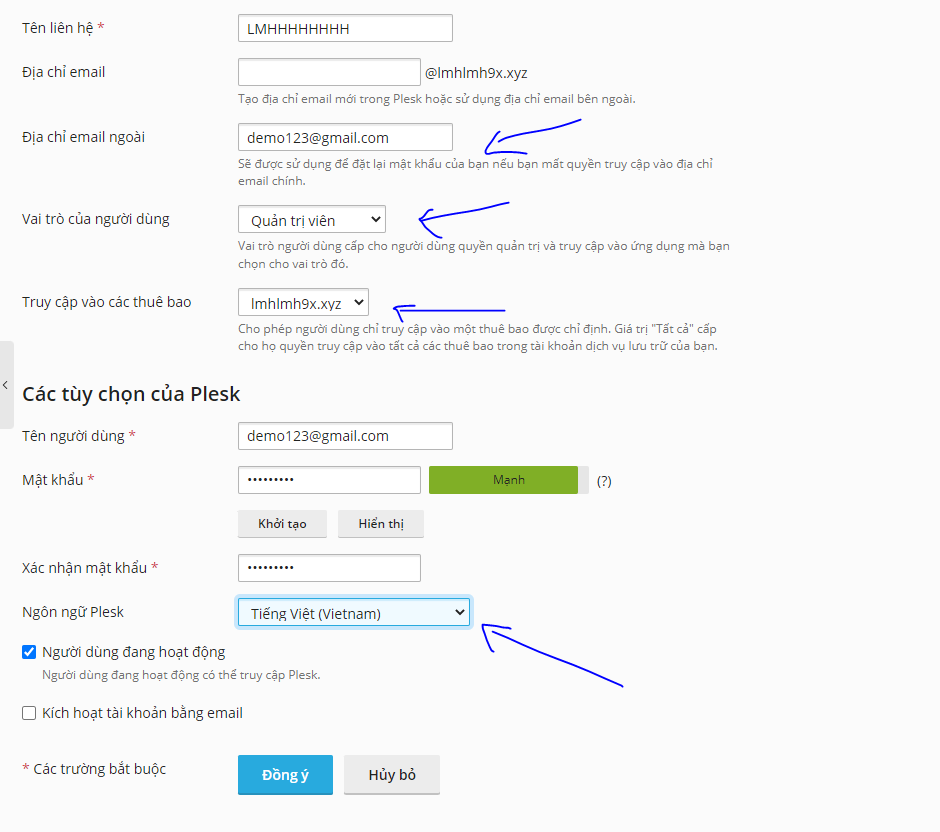 Tên liên hệ *
LMHHHHHHHH
Địa chỉ email
@lmhlmh9x.xyz
Tạo địa chỉ email mới trong Plesk hoặc sử dụng địa chỉ email bên ngoài.
Địa chỉ email ngoài
demo123@gmail.com
Sẽ được sử dụng để đặt lại mật khẩu của bạn nếu bạn mất quyền truy cập vào địa chỉ
email chính.
Vai trò của người dùng
Quản trị viên
Vai trò người dùng cấp cho người dùng quyền quản trị và truy cập vào ứng dụng mà bạn
chọn cho vai trò đó.
Truy cập vào các thuê bao
lmhlmh9x.xyz
Cho phép người dùng chỉ truy cập vào một thuê bao được chỉ định. Giá trị "Tất cả" cấp
cho họ quyền truy cập vào tất cả các thuê bao trong tài khoản dịch vụ lưu trữ của bạn.
Các tùy chọn của Plesk
Tên người dùng *
demo123@gmail.com
Mật khẩu *
•••••••••
Mạnh
(?)
Khởi tạo
Hiển thị
Xác nhận mật khẩu *
•••••••••
Ngôn ngữ Plesk
Tiếng Việt (Vietnam)
Người dùng đang hoạt động
Người dùng đang hoạt động có thể truy cập Plesk.
Kích hoạt tài khoản bằng email
* Các trường bắt buộc
Đồng ý
Hủy bỏ